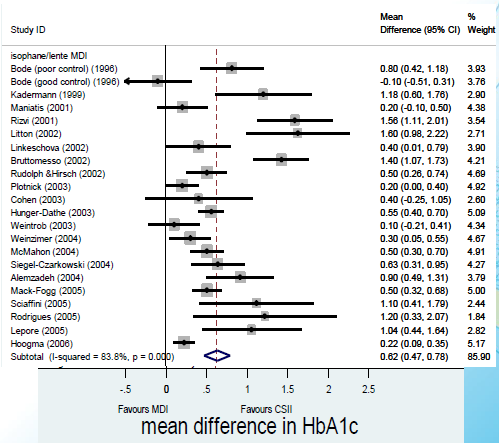 Mean %
Study ID Difference (95% CI) Weight
isophane/lente MDI
Bode (poor control) (1996) 0.80 (0.42, 1.18) 3.93
Bode (good control) (1996) -0.10 (-0.51, 0.31) 3.76
Kadermann (1999) 1.18 (0.60, 1.76) 2.90
Maniatis (2001) 0.20 (-0.10, 0.50) 4.38
Rizvi (2001) 1.56 (1.11, 2.01) 3.54
Litton (2002) 1.60 (0.98, 2.22) 2.71
Linkeschova (2002) 0.40 (0.01, 0.79) 3.90
Bruttomesso (2002) 1.40 (1.07, 1.73) 4.21
Rudolph &Hirsch (2002) 0.50 (0.26, 0.74) 4.69
Plotnick (2003) 0.20 (0.00, 0.40) 4.92
Cohen (2003) 0.40 (-0.25, 1.05) 2.60
Hunger-Dathe (2003) 0.55 (0.40, 0.70) 5.09
Weintrob (2003) 0.10 (-0.21, 0.41) 4.34
Weinzimer (2004) 0.30 (0.05, 0.55) 4.67
McMahon (2004) 0.50 (0.30, 0.70) 4.91
Siegel-Czarkowski (2004) 0.63 (0.31, 0.95) 4.27
Alemzadeh (2004) 0.90 (0.49, 1.31) 3.79
Mack-Fogg (2005) 0.50 (0.32, 0.68) 5.00
Sciaffini (2005) 1.10 (0.41, 1.79) 2.44
Rodrigues (2005) 1.20 (0.33, 2.07) 1.84
Lepore (2005) 1.04 (0.44, 1.64) 2.82
Hoogma (2006) 0.22 (0.09, 0.35) 5.17
Subtotal (I-squared = 83.8%, p = 0.000) 0.62 (0.47, 0.78) 85.90
-.5 0 .5 1 1.5 2 2.5
Favours MDI Favours CSII
mean difference in HbA1c